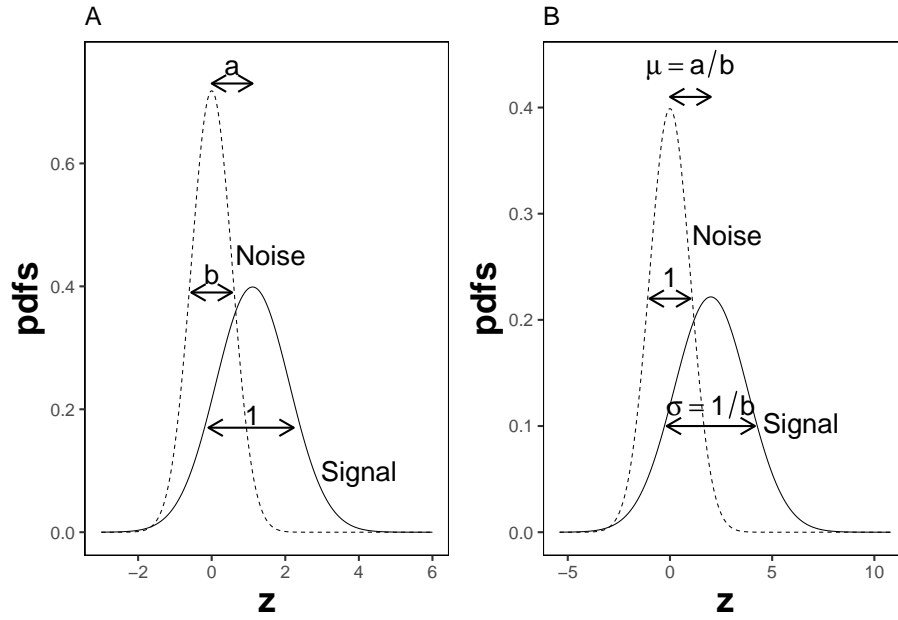 A
pdfs
0.6
0.4
0.2
0.0
a
b
Noise
1
Signal
−2
0
2
4
6
z
B
pdfs
0.4
0.3
0.2
0.1
0.0
μ = a/b
Noise
1
σ = 1/b
Signal
−5
0
5
10
z